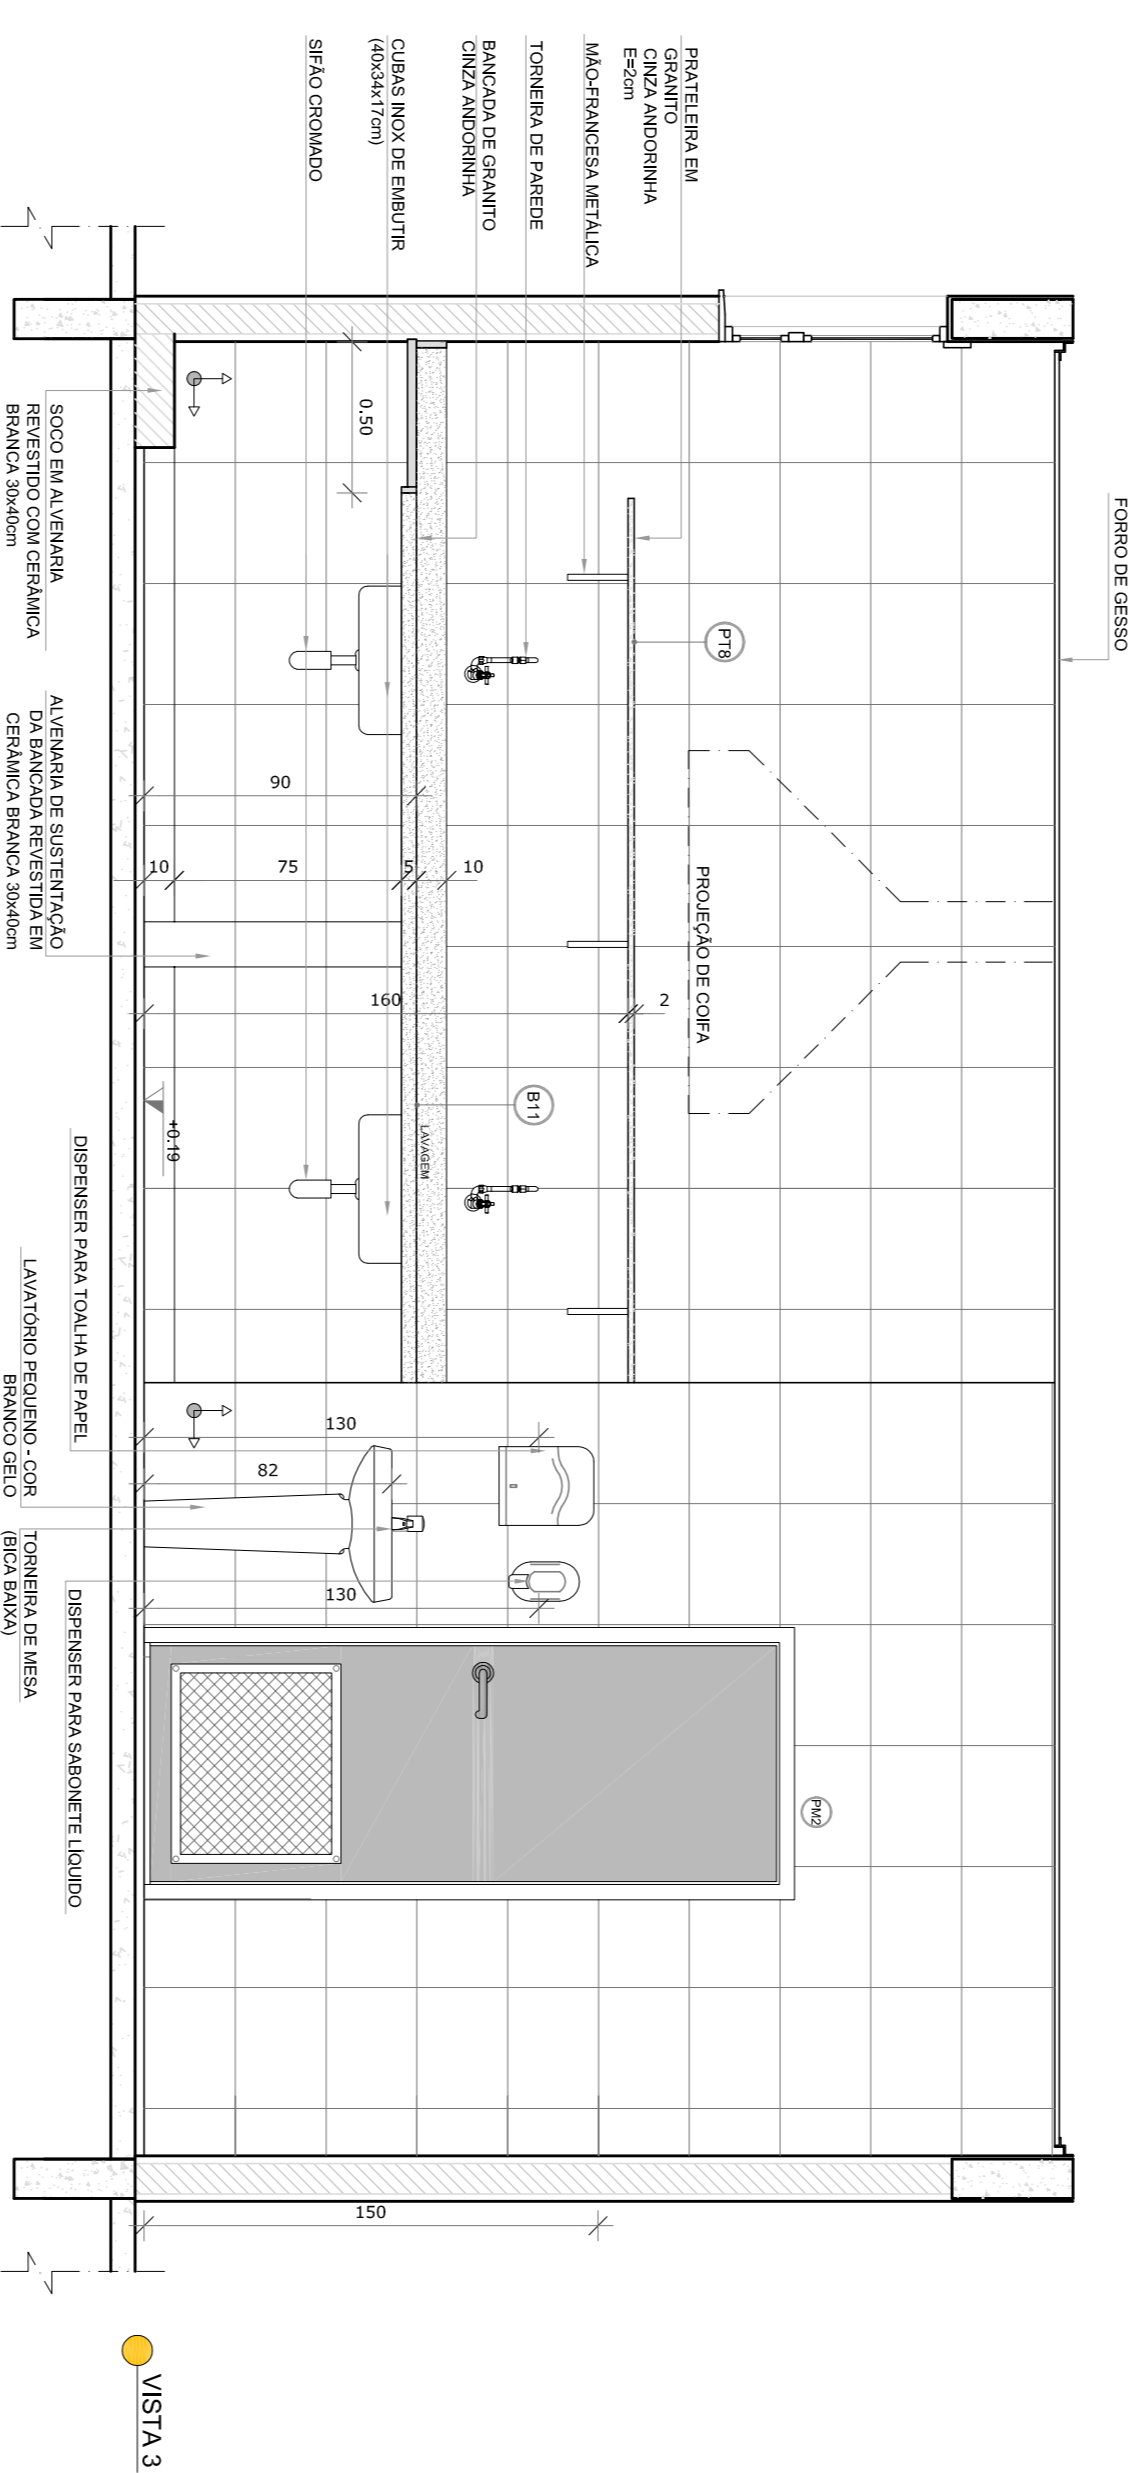 FORRO DE GESSO
PRATELEIRA EM
GRANITO
CINZA ANDORINHA
E=2cm
MÃO-FRANCESA METÁLICA
TORNEIRA DE PAREDE
BANCADA DE GRANITO
CINZA ANDORINHA
CUBAS INOX DE EMBUTIR
(40x34x17cm)
SIFÃO CROMADO
PT8
PROJEÇÃO DE COIFA
PM2
B11
LAVAGEM
0.50
90
10
75
5
10
160
2
+0.19
130
82
130
150
SOCO EM ALVENARIA
REVESTIDO COM CERÂMICA
BRANCA 30x40cm
ALVENARIA DE SUSTENTAÇÃO
DA BANCADA REVESTIDA EM
CERÂMICA BRANCA 30x40cm
DISPENSER PARA TOALHA DE PAPEL
LAVATÓRIO PEQUENO - COR
BRANCO GELO
TORNEIRA DE MESA
(BICA BAIXA)
DISPENSER PARA SABONETE LÍQUIDO
VISTA 3